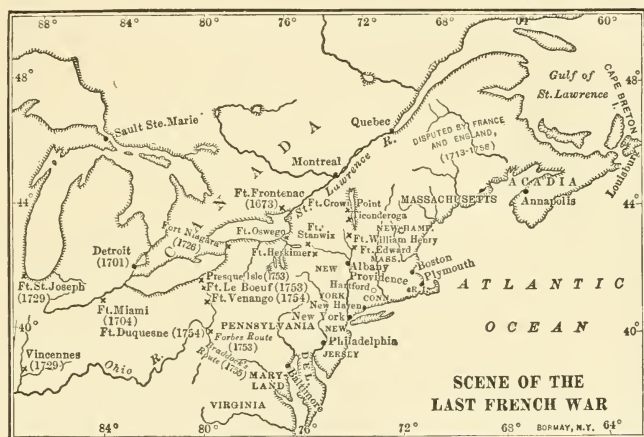 88°
84°
80°
76°
72°
68°
64°
60°
48°
48°
Gulf of
St. Lawrence
CAPE BRETON
I.
Louisburg
Sault Ste. Marie
CANADA
Quebec
Montreal
St. Lawrence R.
DISPUTED BY FRANCE
AND ENGLAND,
(1713-1758)
ACADIA
Annapolis
44°
44°
Ft. Frontenac
(1673)
Ft. Crown Point
Ticonderoga
MASSACHUSETTS
Fort Niagara
(1726)
Ft. Oswego
Ft. Stanwix
Ft. Herkimer
NEW HAMP.
Ft. William Henry
Ft. Edward
MASS.
Detroit
(1701)
NEW
YORK
Albany
Boston
Providence
Plymouth
Hartford
CONN.
R.I.
New Haven
New York
Presque Isle (1753)
Ft. Le Boeuf (1753)
Ft. Venango (1754)
Ft. St. Joseph
(1729)
Ft. Miami
(1704)
Ft. Duquesne (1754)
PENNSYLVANIA
Forbes Route
(1753)
Braddock's
Route (1755)
NEW
JERSEY
Philadelphia
40°
40°
ATLANTIC
OCEAN
Vincennes
(1729)
Ohio R.
MARY-
LAND
Baltimore
DEL.
VIRGINIA
SCENE OF THE
LAST FRENCH WAR
BORMAY, N.Y.
88°
84°
80°
76°
72°
68°
64°